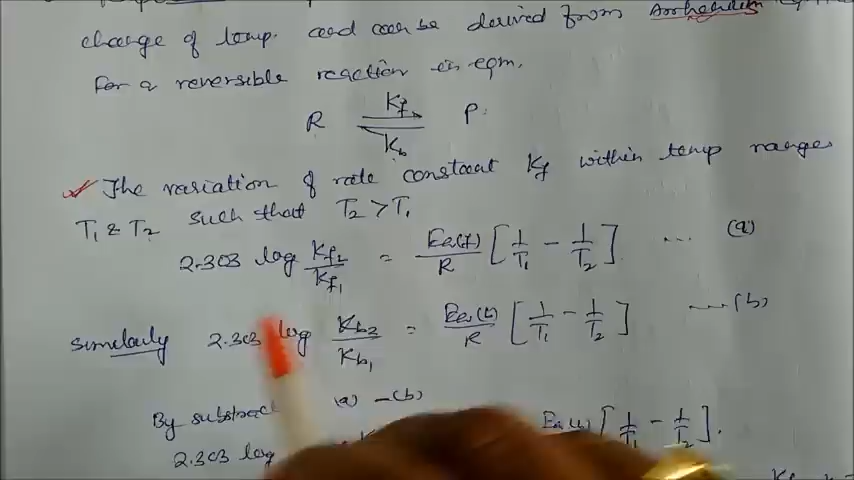 change of temp. and can be derived from Arrhenius
For a reversible reaction in eqm.
R ⇌ P
Kf
Kb
The variation of rate constant Kf within temp ranges
T1 & T2 such that T2 > T1
2.303 log Kf2/Kf1 = Ea(f)/R [1/T1 - 1/T2] ... (a)
Similarly 2.303 log Kb2/Kb1 = Ea(b)/R [1/T1 - 1/T2] ----(b)
By substract (a) - (b)
2.303 log [1/T1 - 1/T2].